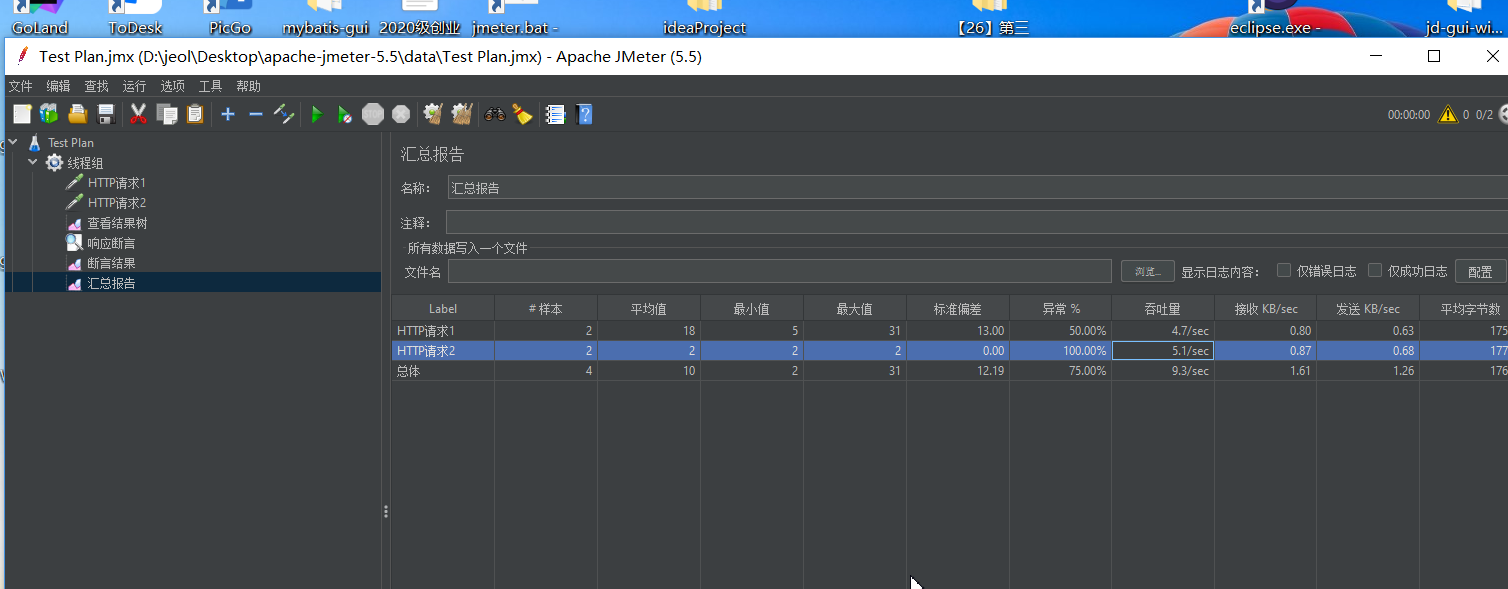 GoLand ToDesk PicGo mybatis-gui 2020级创业 jmeter.bat - ideaProject 【26】第三 eclipse.exe - jd-gui-wi...
Test Plan.jmx (D:\jeol\Desktop\apache-jmeter-5.5\data\Test Plan.jmx) - Apache JMeter (5.5)
文件 编辑 查找 运行 选项 工具 帮助
STOP 00:00:00 0 0/2
Test Plan
线程组
HTTP请求1
HTTP请求2
查看结果树
响应断言
断言结果
汇总报告
汇总报告
名称： 汇总报告
注释：
所有数据写入一个文件
文件名 浏览... 显示日志内容： 仅错误日志 仅成功日志 配置
Label # 样本 平均值 最小值 最大值 标准偏差 异常 % 吞吐量 接收 KB/sec 发送 KB/sec 平均字节数
HTTP请求1 2 18 5 31 13.00 50.00% 4.7/sec 0.80 0.63 175
HTTP请求2 2 2 2 2 0.00 100.00% 5.1/sec 0.87 0.68 177
总体 4 10 2 31 12.19 75.00% 9.3/sec 1.61 1.26 176